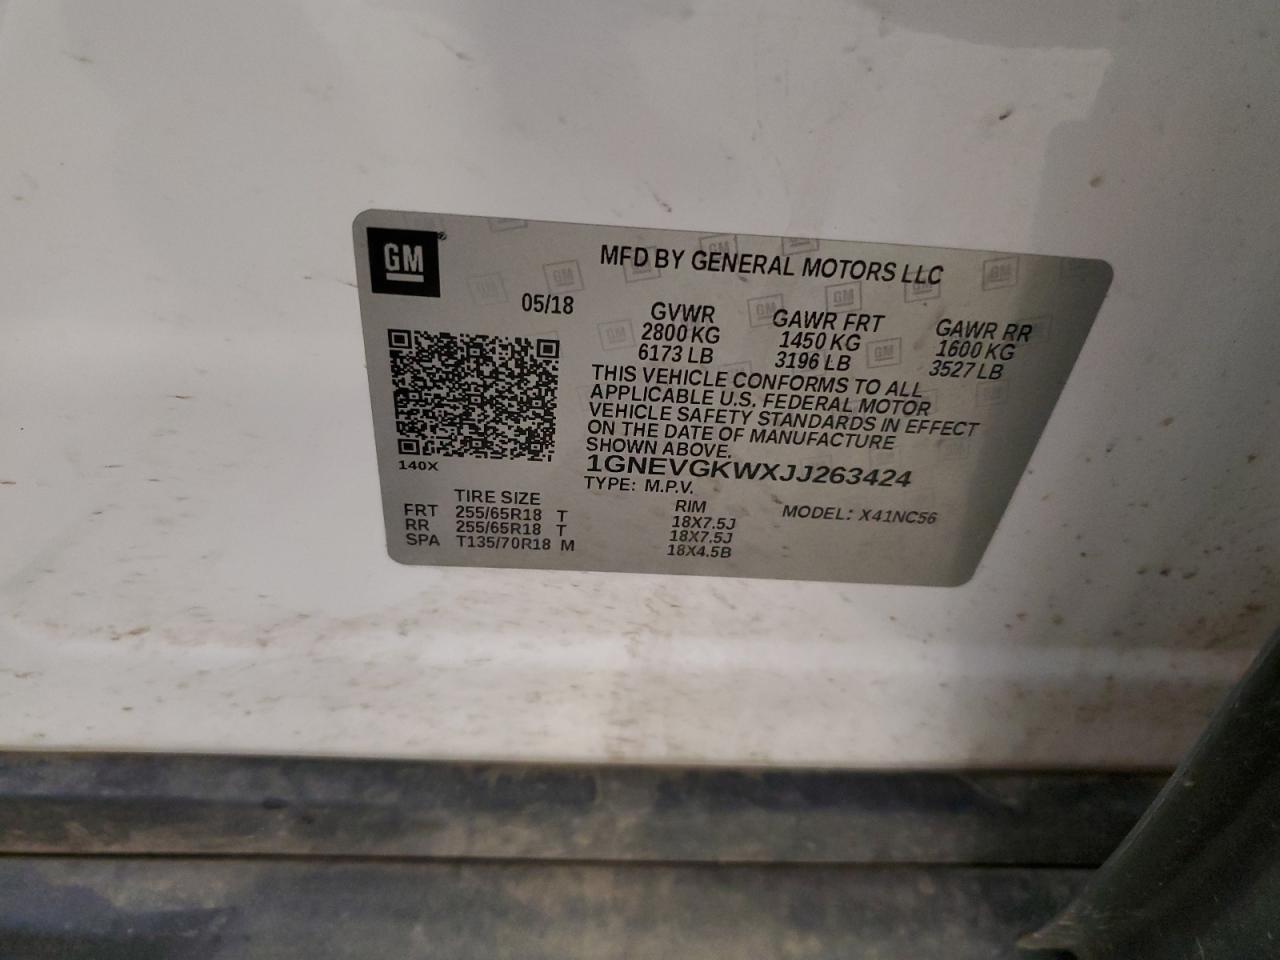 GM
MFD BY GENERAL MOTORS LLC
05/18
GVWR GAWR FRT GAWR RR
2800 KG 1450 KG 1600 KG
6173 LB 3196 LB 3527 LB
THIS VEHICLE CONFORMS TO ALL
APPLICABLE U.S. FEDERAL MOTOR
VEHICLE SAFETY STANDARDS IN EFFECT
ON THE DATE OF MANUFACTURE
SHOWN ABOVE.
140X
1GNEVGKWXJJ263424
TYPE: M.P.V.
TIRE SIZE RIM MODEL: X41NC56
FRT 255/65R18 T 18X7.5J
RR 255/65R18 T 18X7.5J
SPA T135/70R18 M 18X4.5B